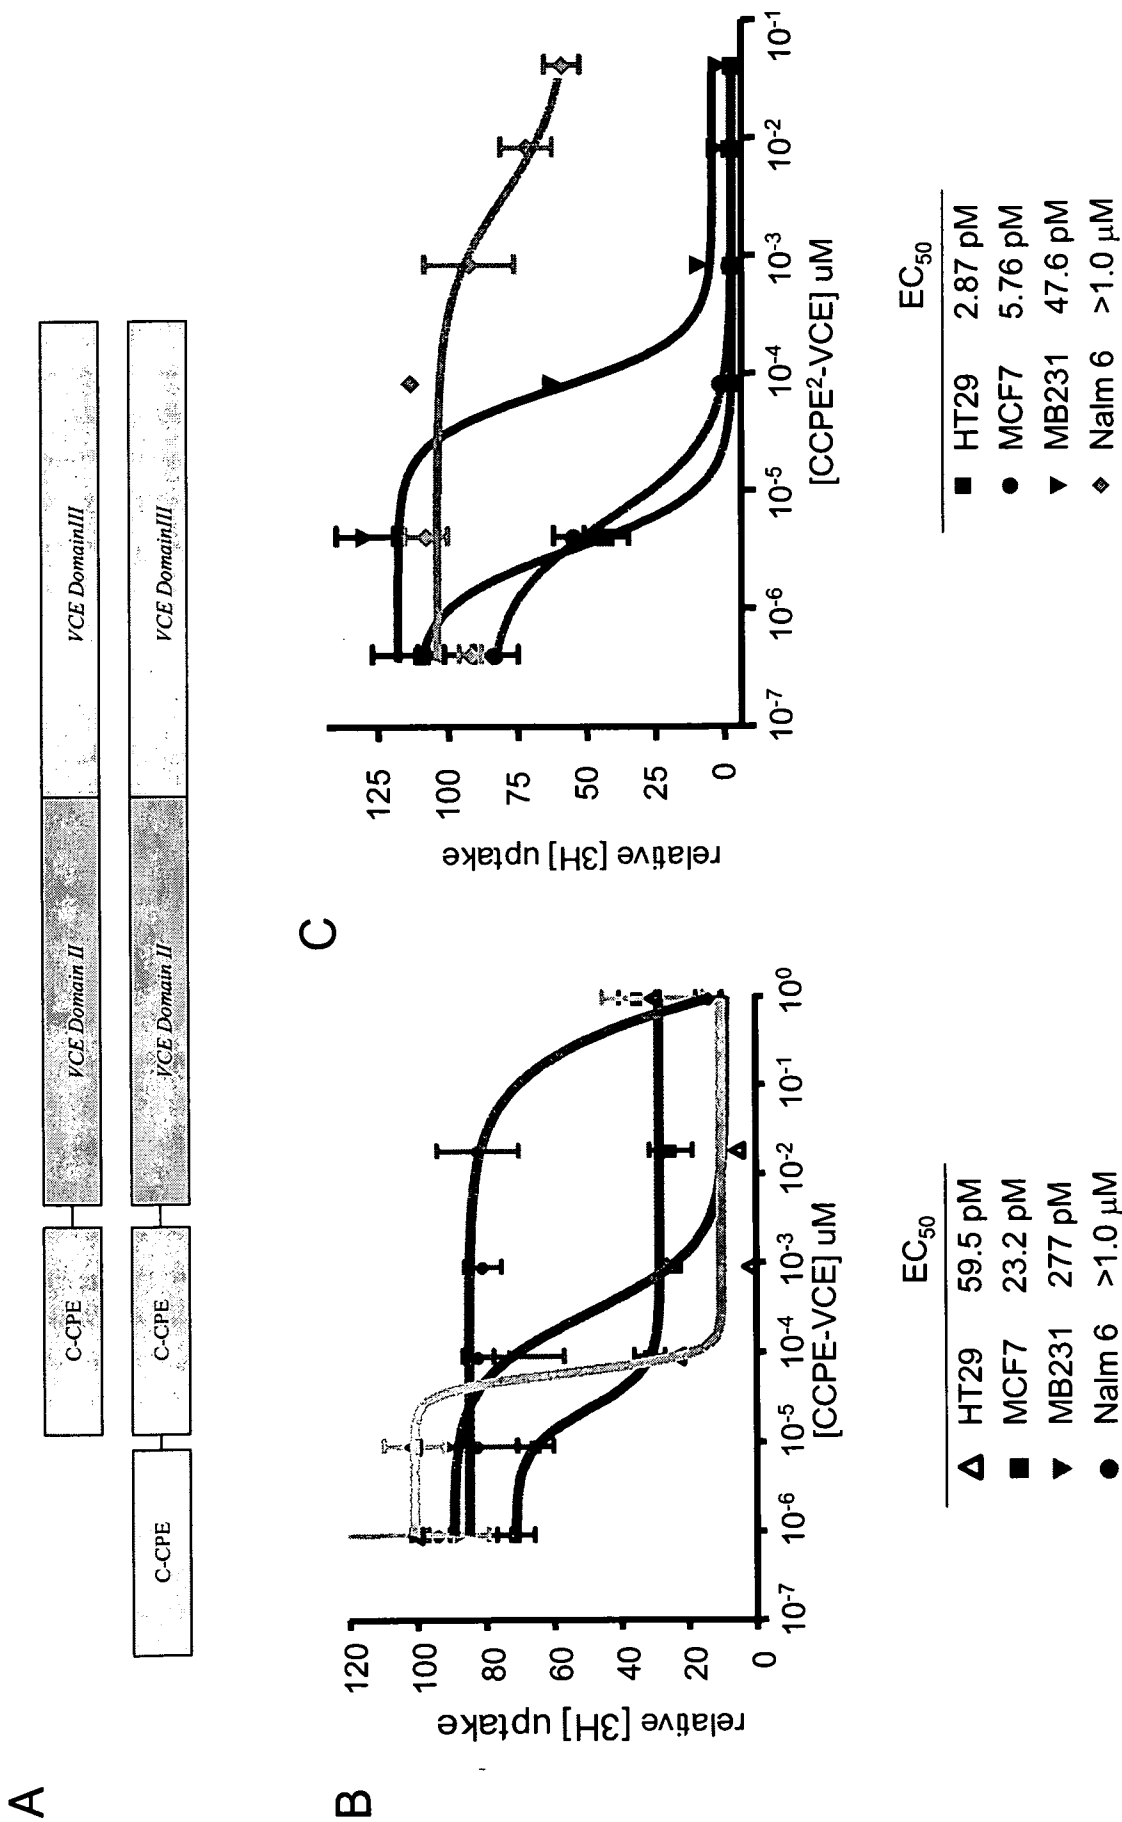 A
C-CPE
VCE Domain II
VCE DomainIII
C-CPE
C-CPE
VCE Domain II
VCE DomainIII
B
relative [3H] uptake
120
100
80
60
40
20
0
10-7
10-6
10-5
10-4
10-3
10-2
10-1
100
[CCPE-VCE] uM
EC50
HT29 59.5 pM
MCF7 23.2 pM
MB231 277 pM
Nalm 6 >1.0 µM
C
relative [3H] uptake
125
100
75
50
25
0
10-7
10-6
10-5
10-4
10-3
10-2
10-1
[CCPE2-VCE] uM
EC50
HT29 2.87 pM
MCF7 5.76 pM
MB231 47.6 pM
Nalm 6 >1.0 µM